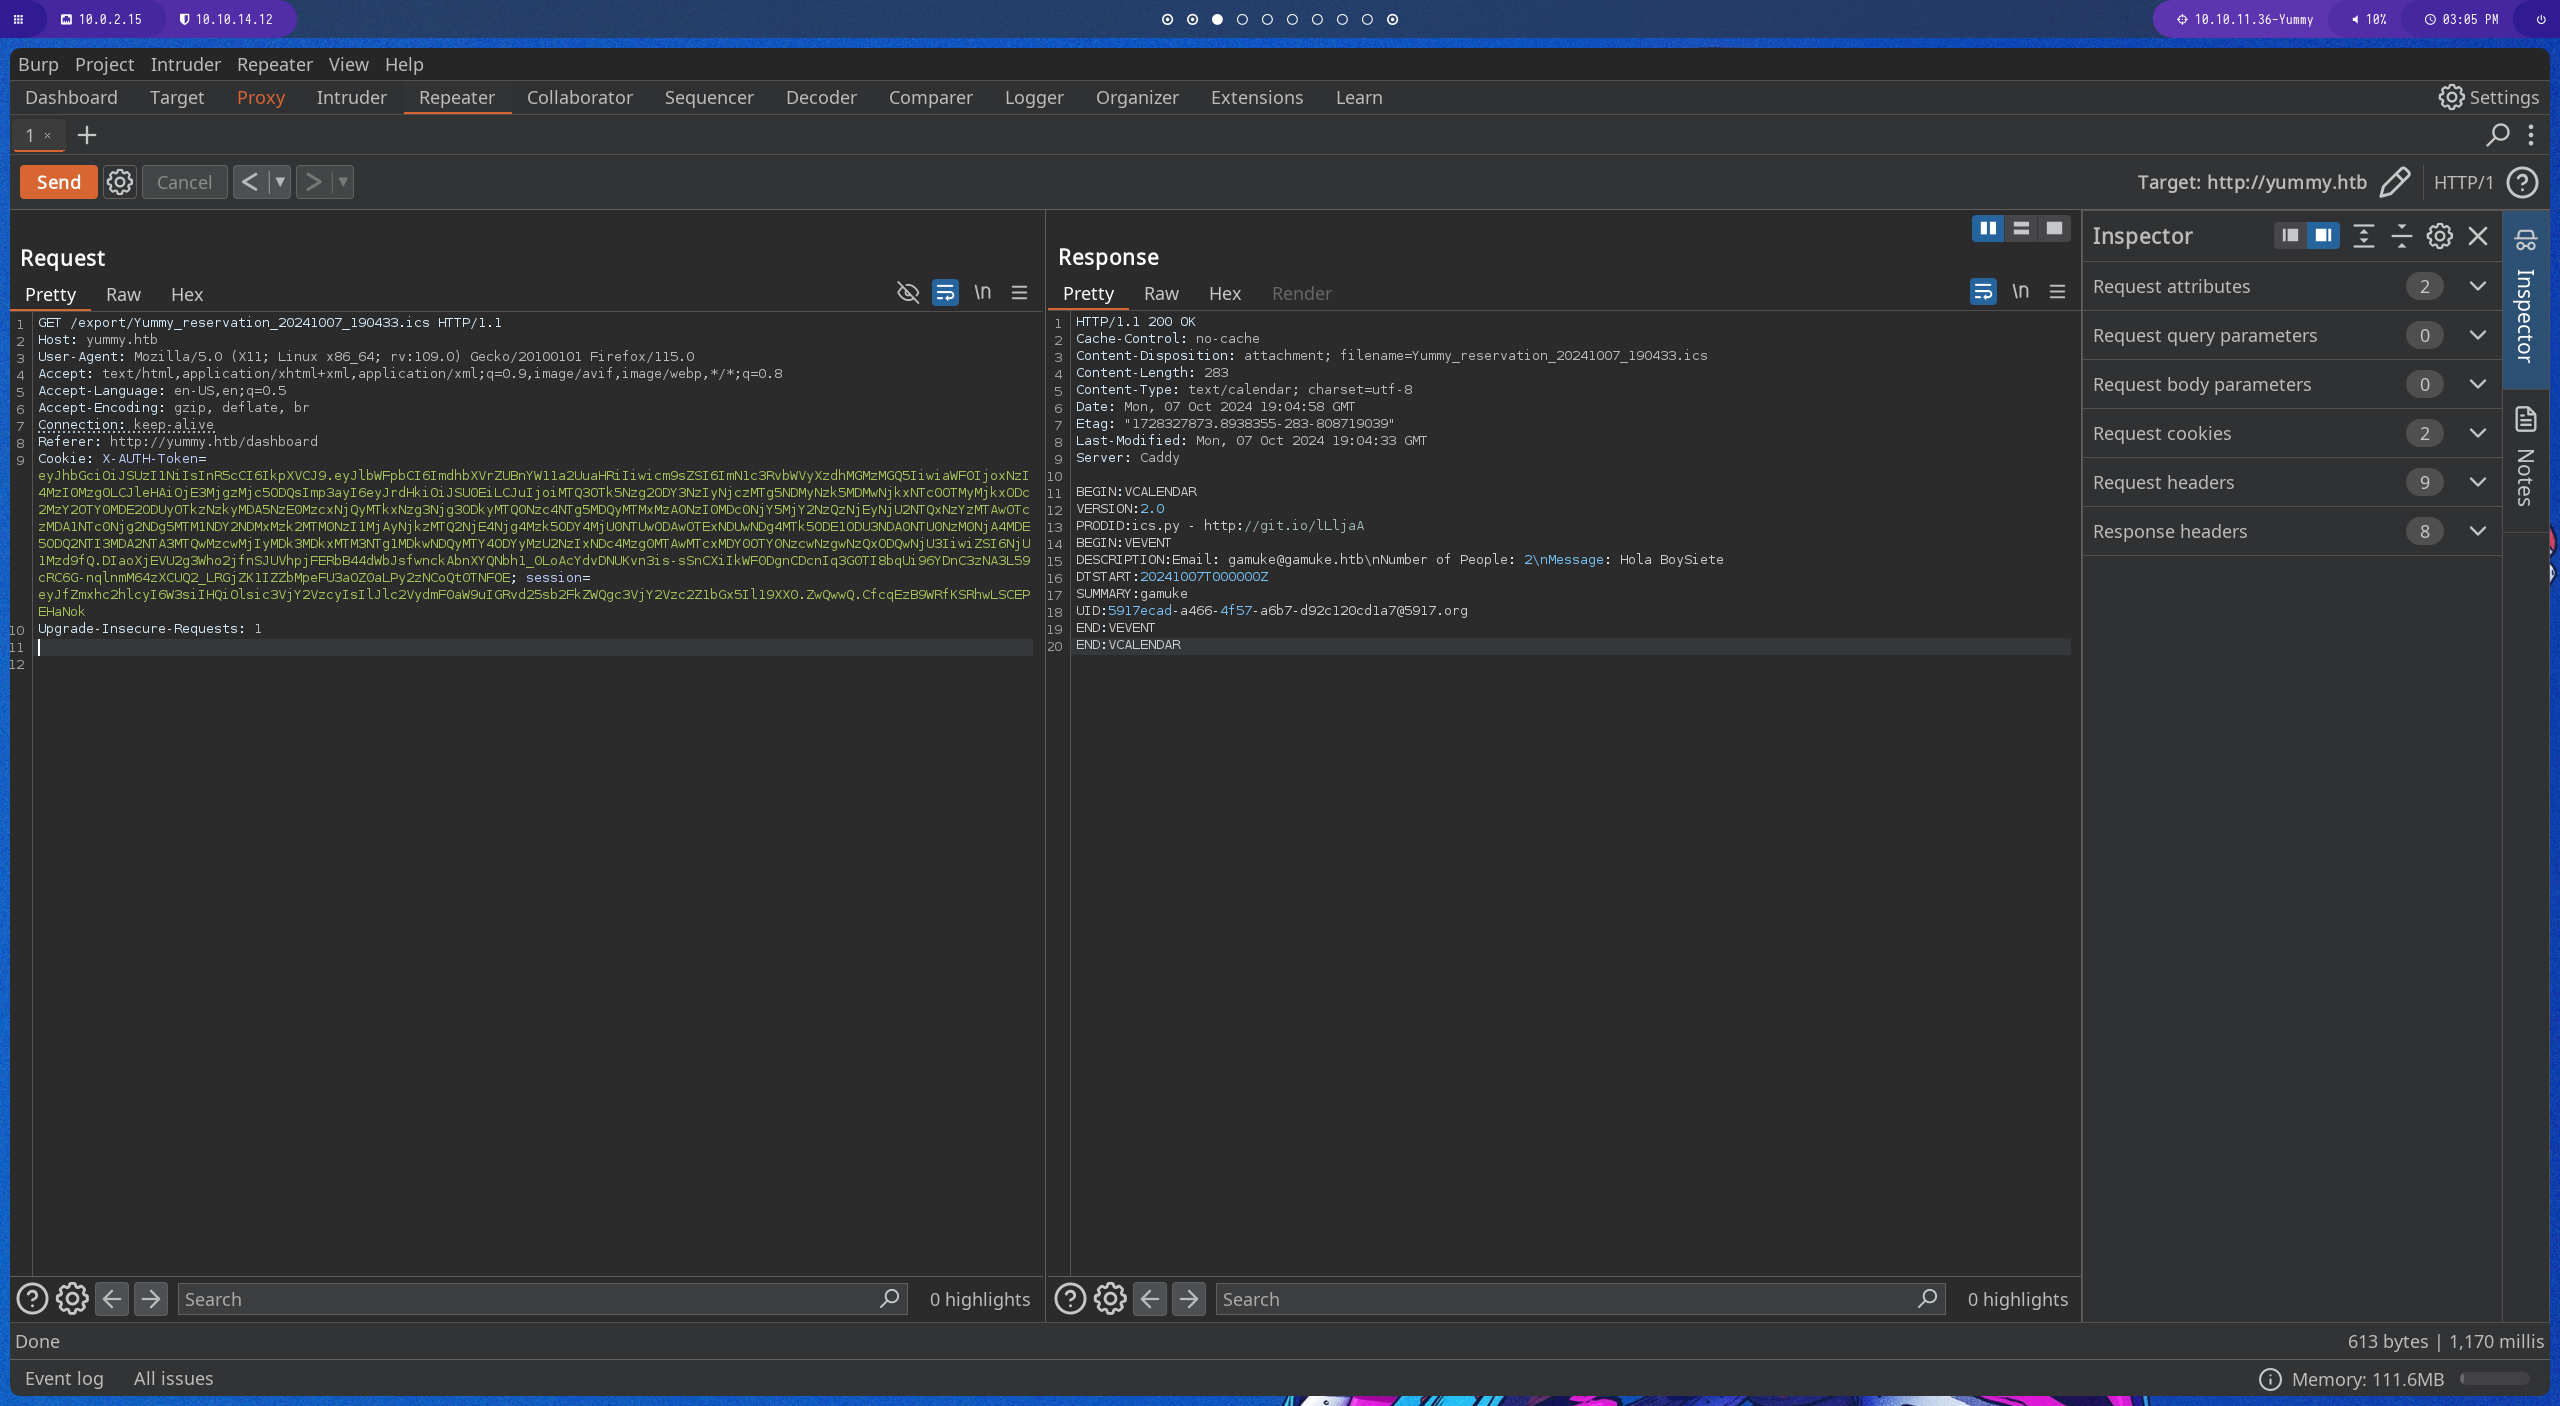 10.0.2.15 10.10.14.12 10.10.11.36-Yummy 10% 03:05 PM
Burp Project Intruder Repeater View Help
Dashboard Target Proxy Intruder Repeater Collaborator Sequencer Decoder Comparer Logger Organizer Extensions Learn Settings
1 ×
Send Cancel Target: http://yummy.htb HTTP/1
Request
Pretty Raw Hex \n
1 GET /export/Yummy_reservation_20241007_190433.ics HTTP/1.1
2 Host: yummy.htb
3 User-Agent: Mozilla/5.0 (X11; Linux x86_64; rv:109.0) Gecko/20100101 Firefox/115.0
4 Accept: text/html,application/xhtml+xml,application/xml;q=0.9,image/avif,image/webp,*/*;q=0.8
5 Accept-Language: en-US,en;q=0.5
6 Accept-Encoding: gzip, deflate, br
7 Connection: keep-alive
8 Referer: http://yummy.htb/dashboard
9 Cookie: X-AUTH-Token=
session=
10 Upgrade-Insecure-Requests: 1
11
12
Response
Pretty Raw Hex Render \n
1 HTTP/1.1 200 OK
2 Cache-Control: no-cache
3 Content-Disposition: attachment; filename=Yummy_reservation_20241007_190433.ics
4 Content-Length: 283
5 Content-Type: text/calendar; charset=utf-8
6 Date: Mon, 07 Oct 2024 19:04:58 GMT
7 Etag: "1728327873.8938355-283-808719039"
8 Last-Modified: Mon, 07 Oct 2024 19:04:33 GMT
9 Server: Caddy
10
11 BEGIN:VCALENDAR
12 VERSION:2.0
13 PRODID:ics.py - http://git.io/lLljaA
14 BEGIN:VEVENT
15 DESCRIPTION:Email: gamuke@gamuke.htb\nNumber of People: 2\nMessage: Hola BoySiete
16 DTSTART:20241007T000000Z
17 SUMMARY:gamuke
18 UID:5917ecad-a466-4f57-a6b7-d92c120cd1a7@5917.org
19 END:VEVENT
20 END:VCALENDAR
Inspector
Request attributes 2
Request query parameters 0
Request body parameters 0
Request cookies 2
Request headers 9
Response headers 8
Inspector
Notes
Search 0 highlights
Search 0 highlights
Done 613 bytes | 1,170 millis
Event log All issues Memory: 111.6MB